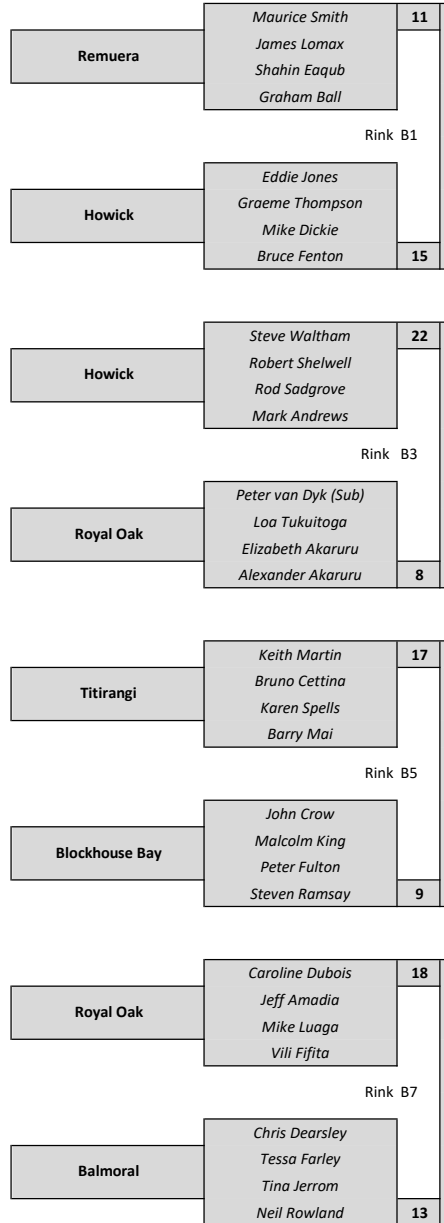 Maurice Smith 11
James Lomax
Remuera
Shahin Eaqub
Graham Ball
Rink B1
Eddie Jones
Graeme Thompson
Howick
Mike Dickie
Bruce Fenton 15
Steve Waltham 22
Robert Shelwell
Howick
Rod Sadgrove
Mark Andrews
Rink B3
Peter van Dyk (Sub)
Loa Tukuitoga
Royal Oak
Elizabeth Akaruru
Alexander Akaruru 8
Keith Martin 17
Bruno Cettina
Titirangi
Karen Spells
Barry Mai
Rink B5
John Crow
Malcolm King
Blockhouse Bay
Peter Fulton
Steven Ramsay 9
Caroline Dubois 18
Jeff Amadia
Royal Oak
Mike Luaga
Vili Fifita
Rink B7
Chris Dearsley
Tessa Farley
Balmoral
Tina Jerrom
Neil Rowland 13